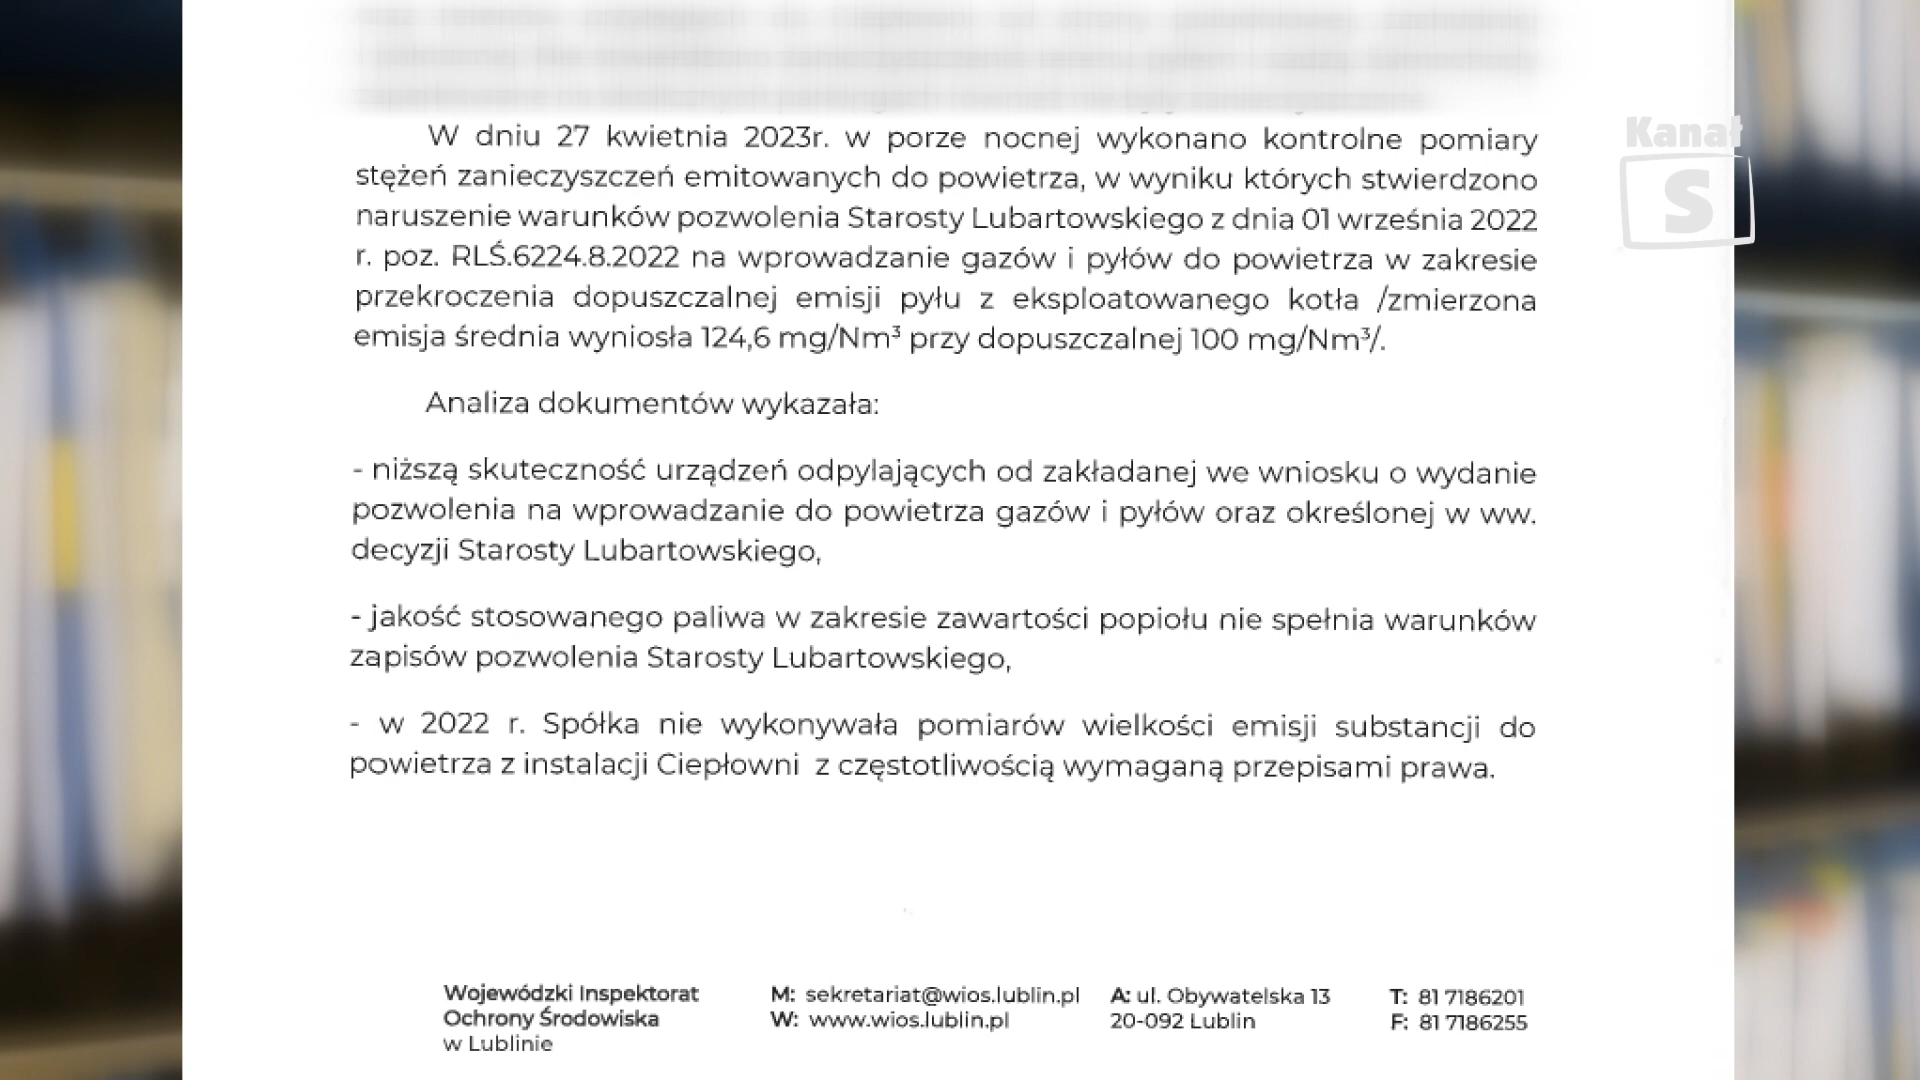 Kanał
S
W dniu 27 kwietnia 2023r. w porze nocnej wykonano kontrolne pomiary
stężeń zanieczyszczeń emitowanych do powietrza, w wyniku których stwierdzono
naruszenie warunków pozwolenia Starosty Lubartowskiego z dnia 01 września 2022
r. poz. RLŚ.6224.8.2022 na wprowadzanie gazów i pyłów do powietrza w zakresie
przekroczenia dopuszczalnej emisji pyłu z eksploatowanego kotła /zmierzona
emisja średnia wyniosła 124,6 mg/Nm³ przy dopuszczalnej 100 mg/Nm³/.
Analiza dokumentów wykazała:
- niższą skuteczność urządzeń odpylających od zakładanej we wniosku o wydanie
pozwolenia na wprowadzanie do powietrza gazów i pyłów oraz określonej w ww.
decyzji Starosty Lubartowskiego,
- jakość stosowanego paliwa w zakresie zawartości popiołu nie spełnia warunków
zapisów pozwolenia Starosty Lubartowskiego,
- w 2022 r. Spółka nie wykonywała pomiarów wielkości emisji substancji do
powietrza z instalacji Ciepłowni z częstotliwością wymaganą przepisami prawa.
Wojewódzki Inspektorat
Ochrony Środowiska
w Lublinie
M: sekretariat@wios.lublin.pl
W: www.wios.lublin.pl
A: ul. Obywatelska 13
20-092 Lublin
T: 81 7186201
F: 81 7186255